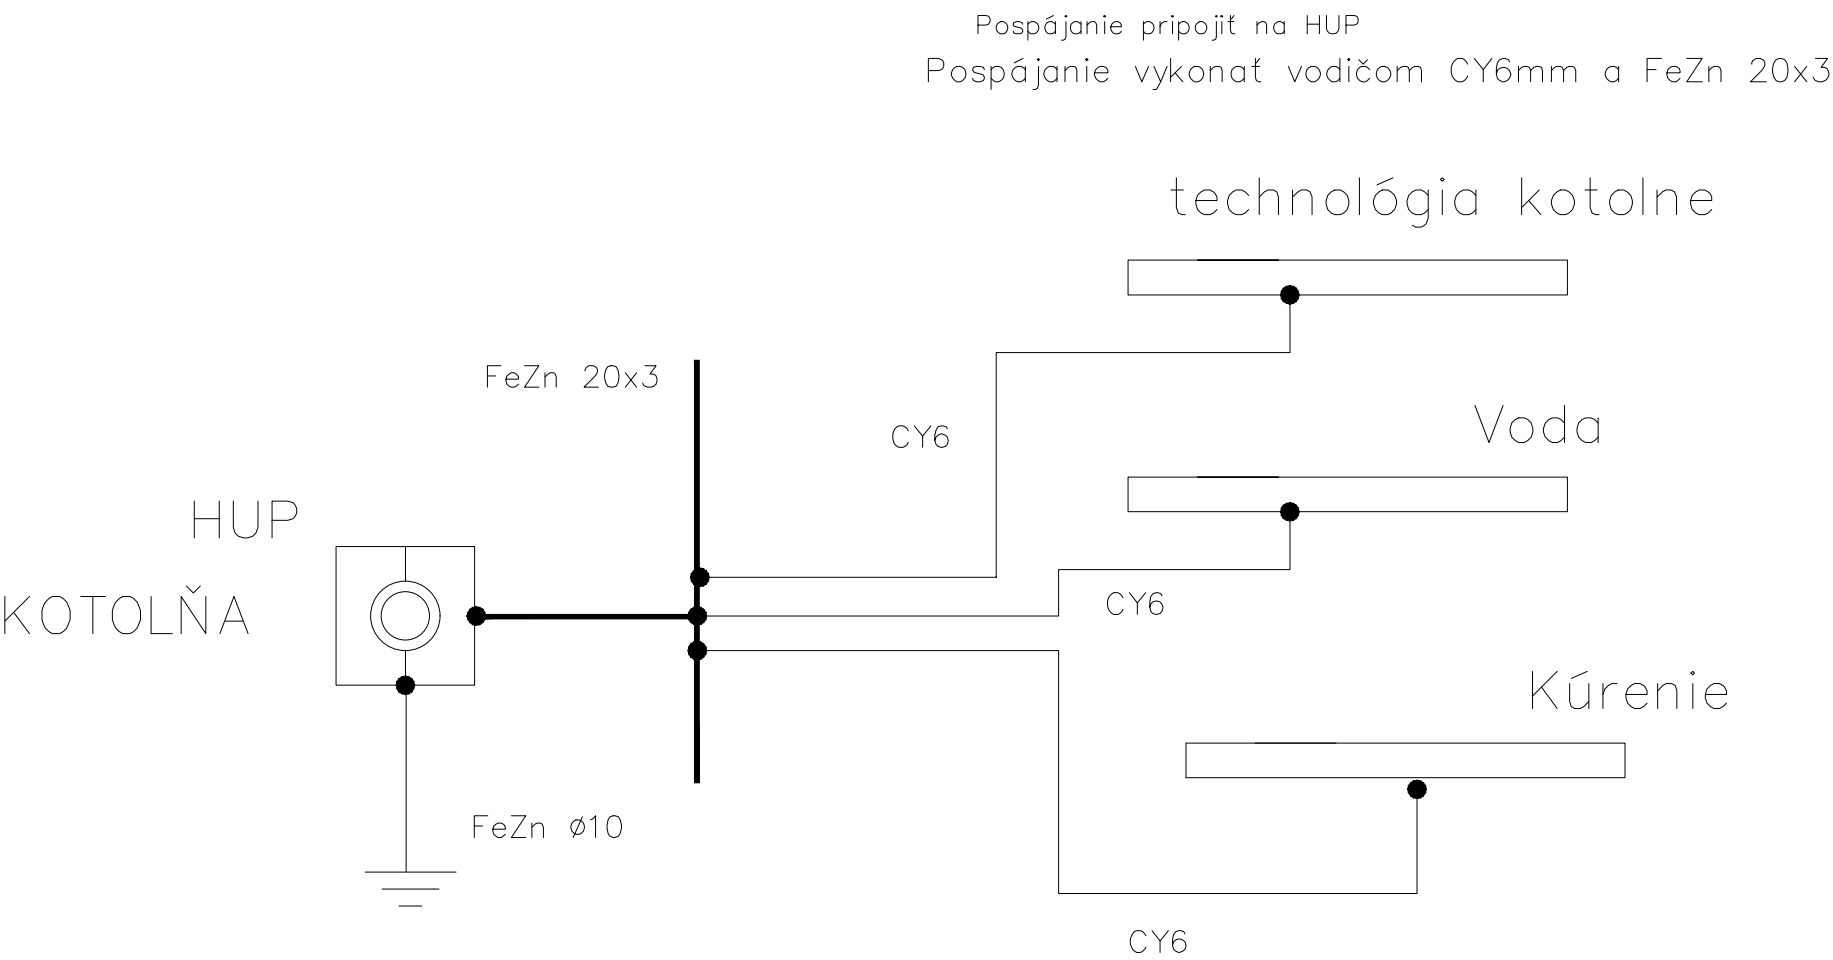 Pospájanie pripojiť na HUP
Pospájanie vykonať vodičom CY6mm a FeZn 20x3
technológia kotolne
FeZn 20x3
CY6
Voda
HUP
KOTOLŇA
CY6
Kúrenie
FeZn ø10
CY6